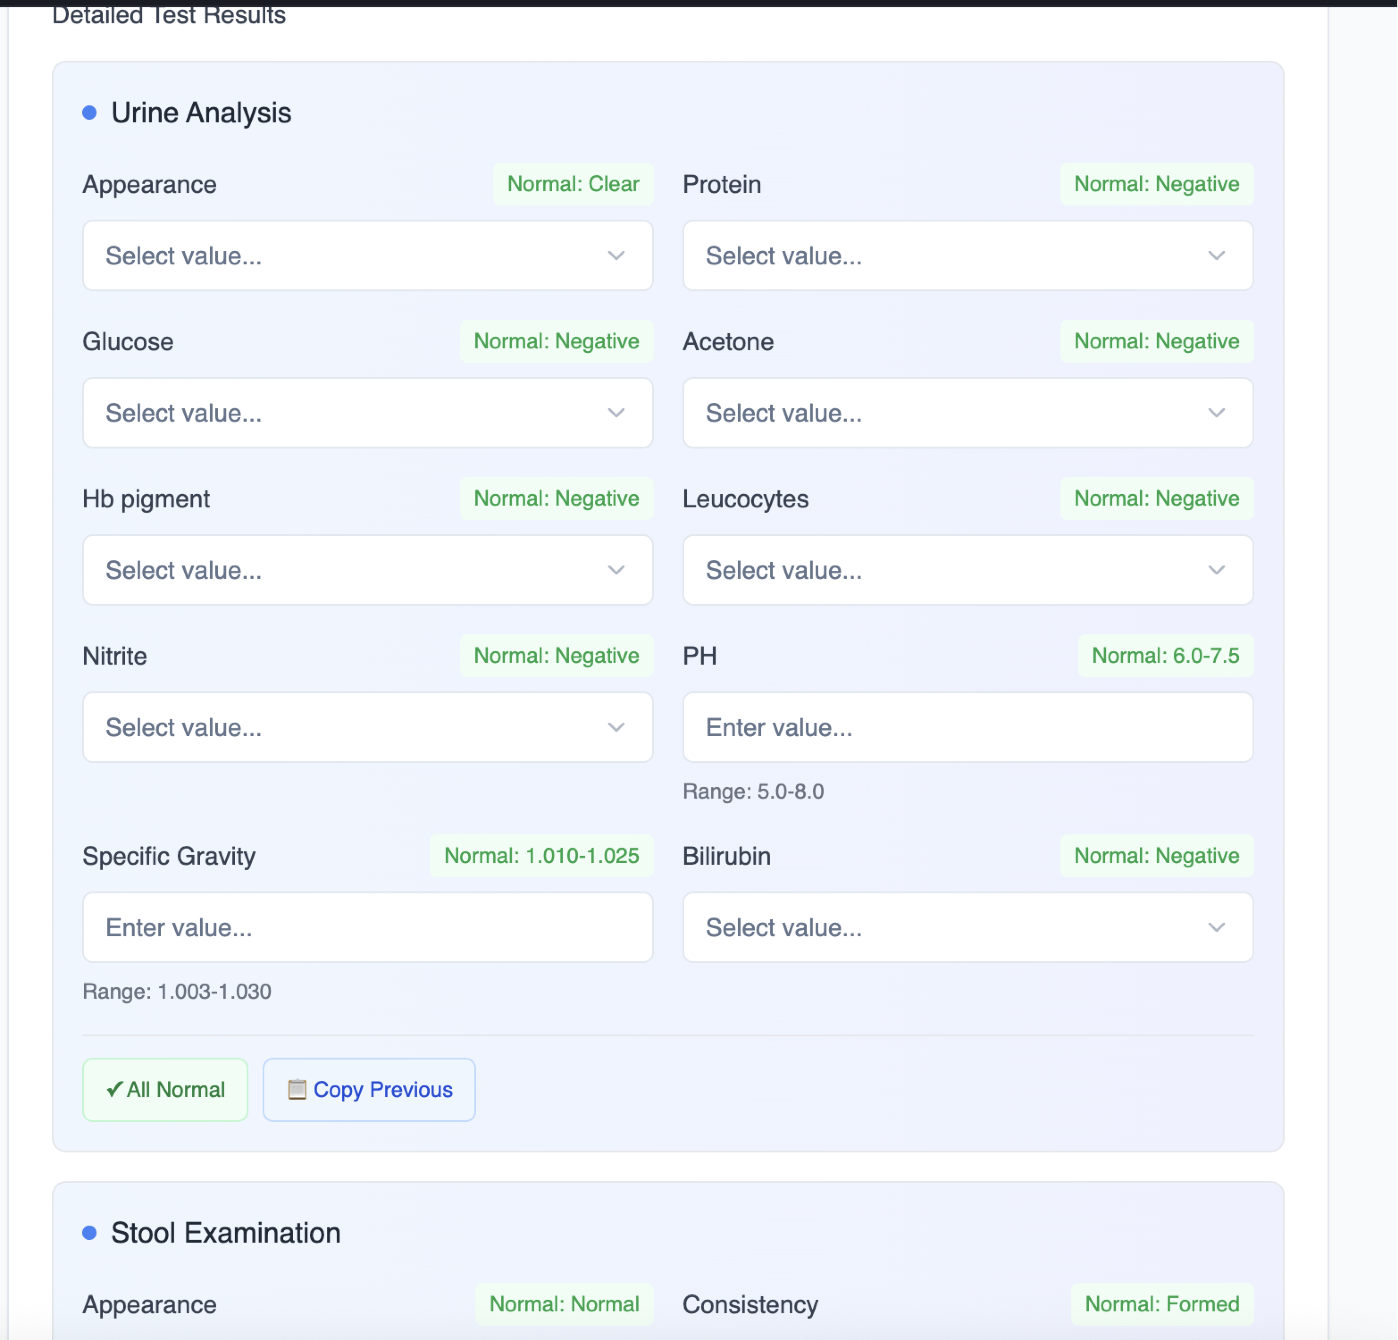 Detailed Test Results
Urine Analysis
Appearance
Normal: Clear
Select value...
Protein
Normal: Negative
Select value...
Glucose
Normal: Negative
Select value...
Acetone
Normal: Negative
Select value...
Hb pigment
Normal: Negative
Select value...
Leucocytes
Normal: Negative
Select value...
Nitrite
Normal: Negative
Select value...
PH
Normal: 6.0-7.5
Enter value...
Range: 5.0-8.0
Specific Gravity
Normal: 1.010-1.025
Enter value...
Range: 1.003-1.030
Bilirubin
Normal: Negative
Select value...
✓ All Normal
📋 Copy Previous
Stool Examination
Appearance
Normal: Normal
Consistency
Normal: Formed